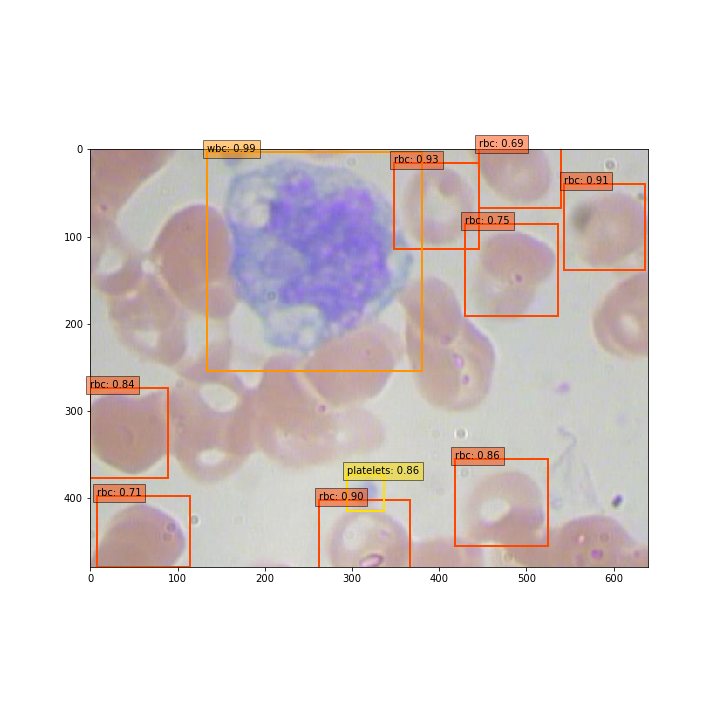 rbc: 0.69
0
wbc: 0.99
rbc: 0.93
rbc: 0.91
rbc: 0.75
100
200
300
rbc: 0.84
rbc: 0.86
platelets: 0.86
rbc: 0.71
rbc: 0.90
400
0 100 200 300 400 500 600